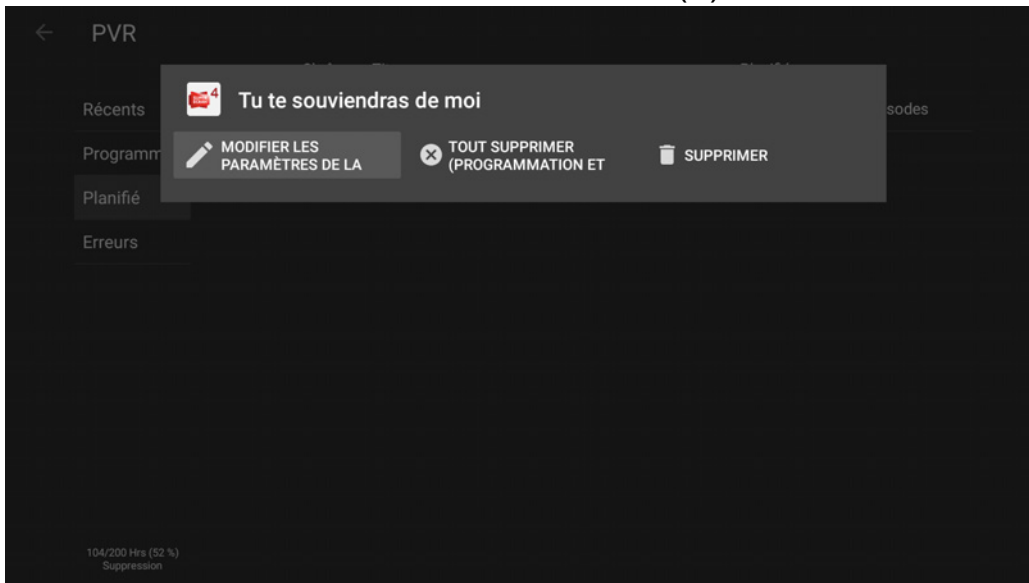 PVR
Récents
Programm
Planifié
Erreurs
4
Tu te souviendras de moi
MODIFIER LES
PARAMÈTRES DE LA
TOUT SUPPRIMER
(PROGRAMMATION ET
SUPPRIMER
sodes
104/200 Hrs (52 %)
Suppression